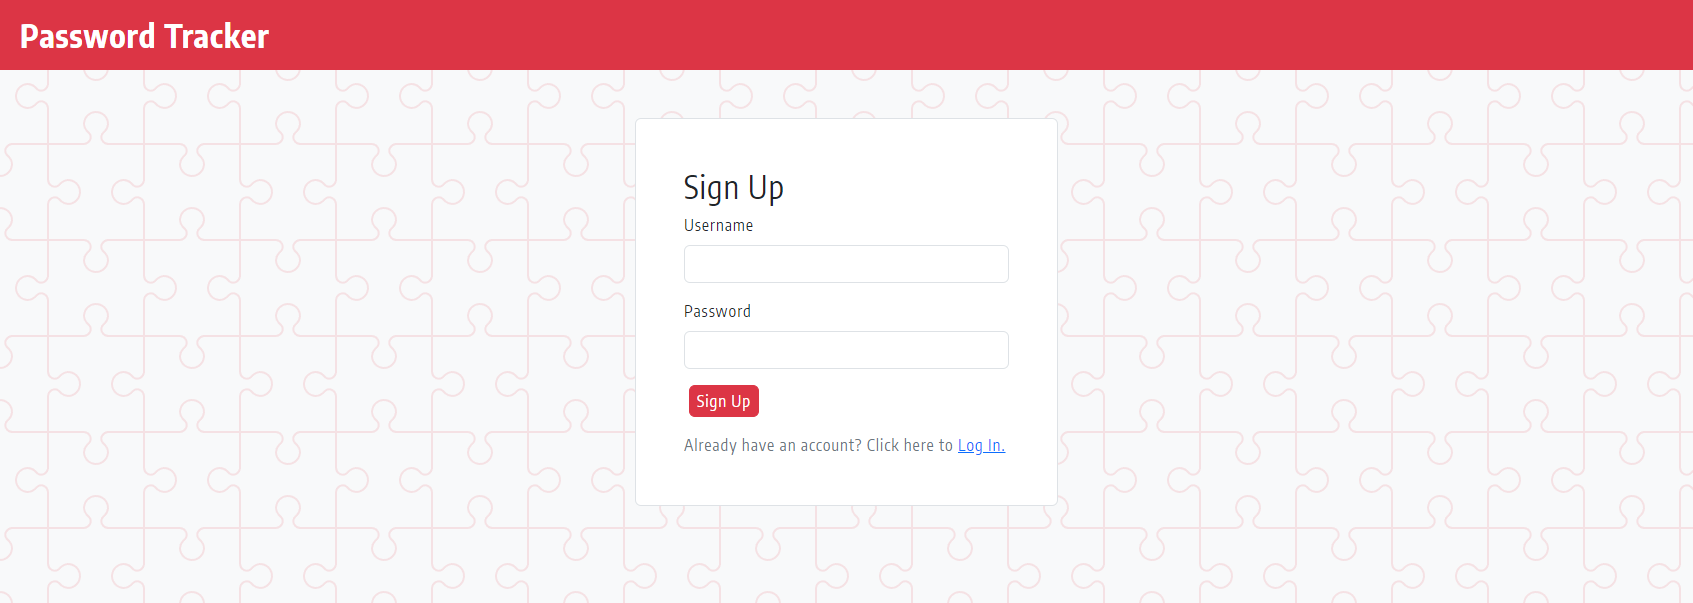 Password Tracker
Sign Up
Username
Password
Sign Up
Already have an account? Click here to Log In.